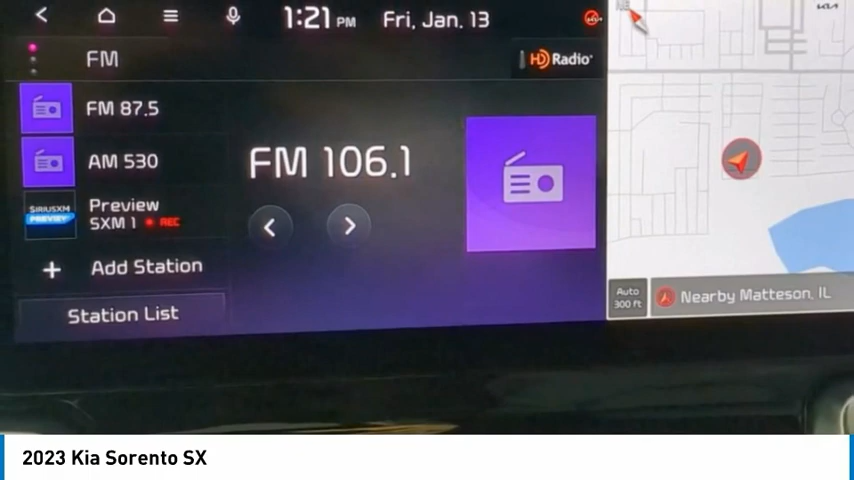 1:21 PM Fri, Jan. 13
FM
HD Radio
FM 87.5
AM 530
SIRIUSXM
PREVIEW
Preview
SXM 1 REC
Add Station
Station List
FM 106.1
KIA
Auto
300 ft
Nearby Matteson, IL
2023 Kia Sorento SX